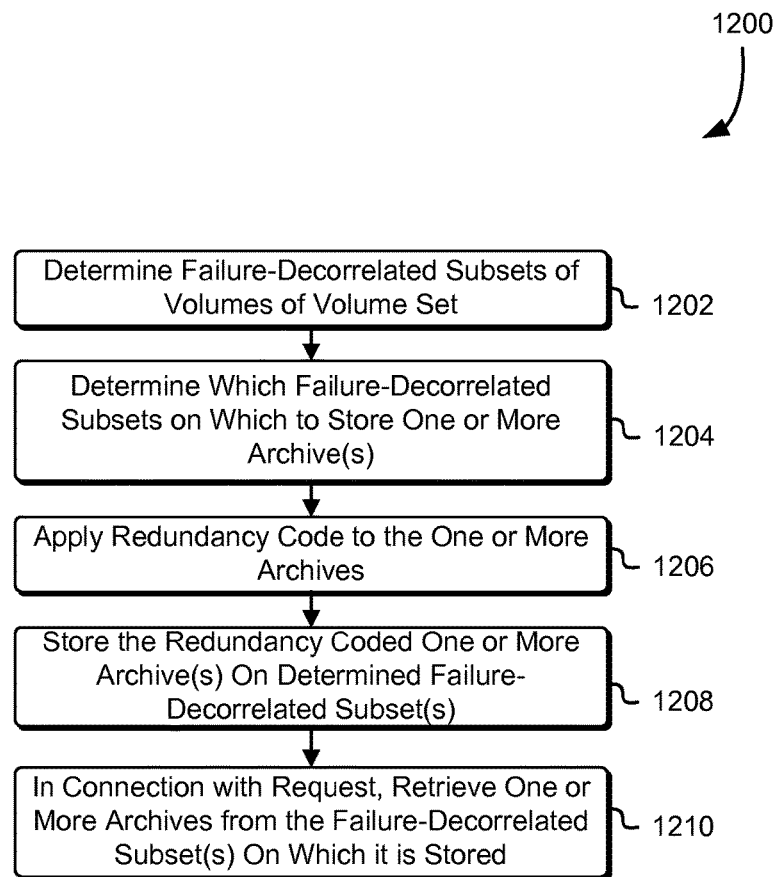 1200
Determine Failure-Decorrelated Subsets of
Volumes of Volume Set
1202
Determine Which Failure-Decorrelated
Subsets on Which to Store One or More
Archive(s)
1204
Apply Redundancy Code to the One or More
Archives
1206
Store the Redundancy Coded One or More
Archive(s) On Determined Failure-
Decorrelated Subset(s)
1208
In Connection with Request, Retrieve One or
More Archives from the Failure-Decorrelated
Subset(s) On Which it is Stored
1210